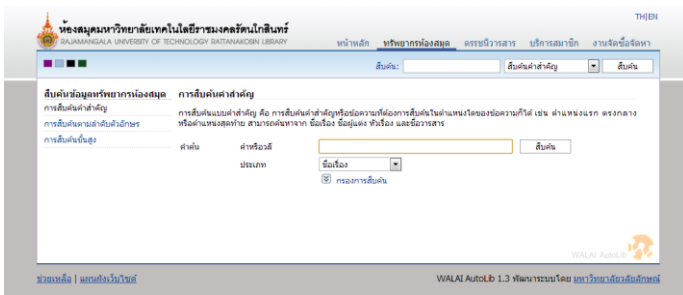 TH|EN
ห้องสมุดมหาวิทยาลัยเทคโนโลยีราชมงคลรัตนโกสินทร์
RAJAMANGALA UNIVERSITY OF TECHNOLOGY RATTANAKOSIN LIBRARY
หน้าหลัก ทรัพยากรห้องสมุด ดรรชนีวารสาร บริการสมาชิก งานจัดซื้อจัดหา
สืบค้น: สืบค้นคำสำคัญ สืบค้น
สืบค้นข้อมูลทรัพยากรห้องสมุด
การสืบค้นคำสำคัญ
การสืบค้นตามลำดับตัวอักษร
การสืบค้นขั้นสูง
การสืบค้นคำสำคัญ
การสืบค้นแบบคำสำคัญ คือ การสืบค้นคำสำคัญหรือข้อความที่ต้องการสืบค้นในตำแหน่งใดของข้อความก็ได้ เช่น ตำแหน่งแรก ตรงกลาง
หรือตำแหน่งสุดท้าย สามารถค้นหาจาก ชื่อเรื่อง ชื่อผู้แต่ง หัวเรื่อง และชื่อวารสาร
คำค้น คำหรือวลี สืบค้น
ประเภท ชื่อเรื่อง
กรองการสืบค้น
WALAI AutoLib
ช่วยเหลือ | แผนผังเว็บไซต์
WALAI AutoLib 1.3 พัฒนาระบบโดย มหาวิทยาลัยวลัยลักษณ์